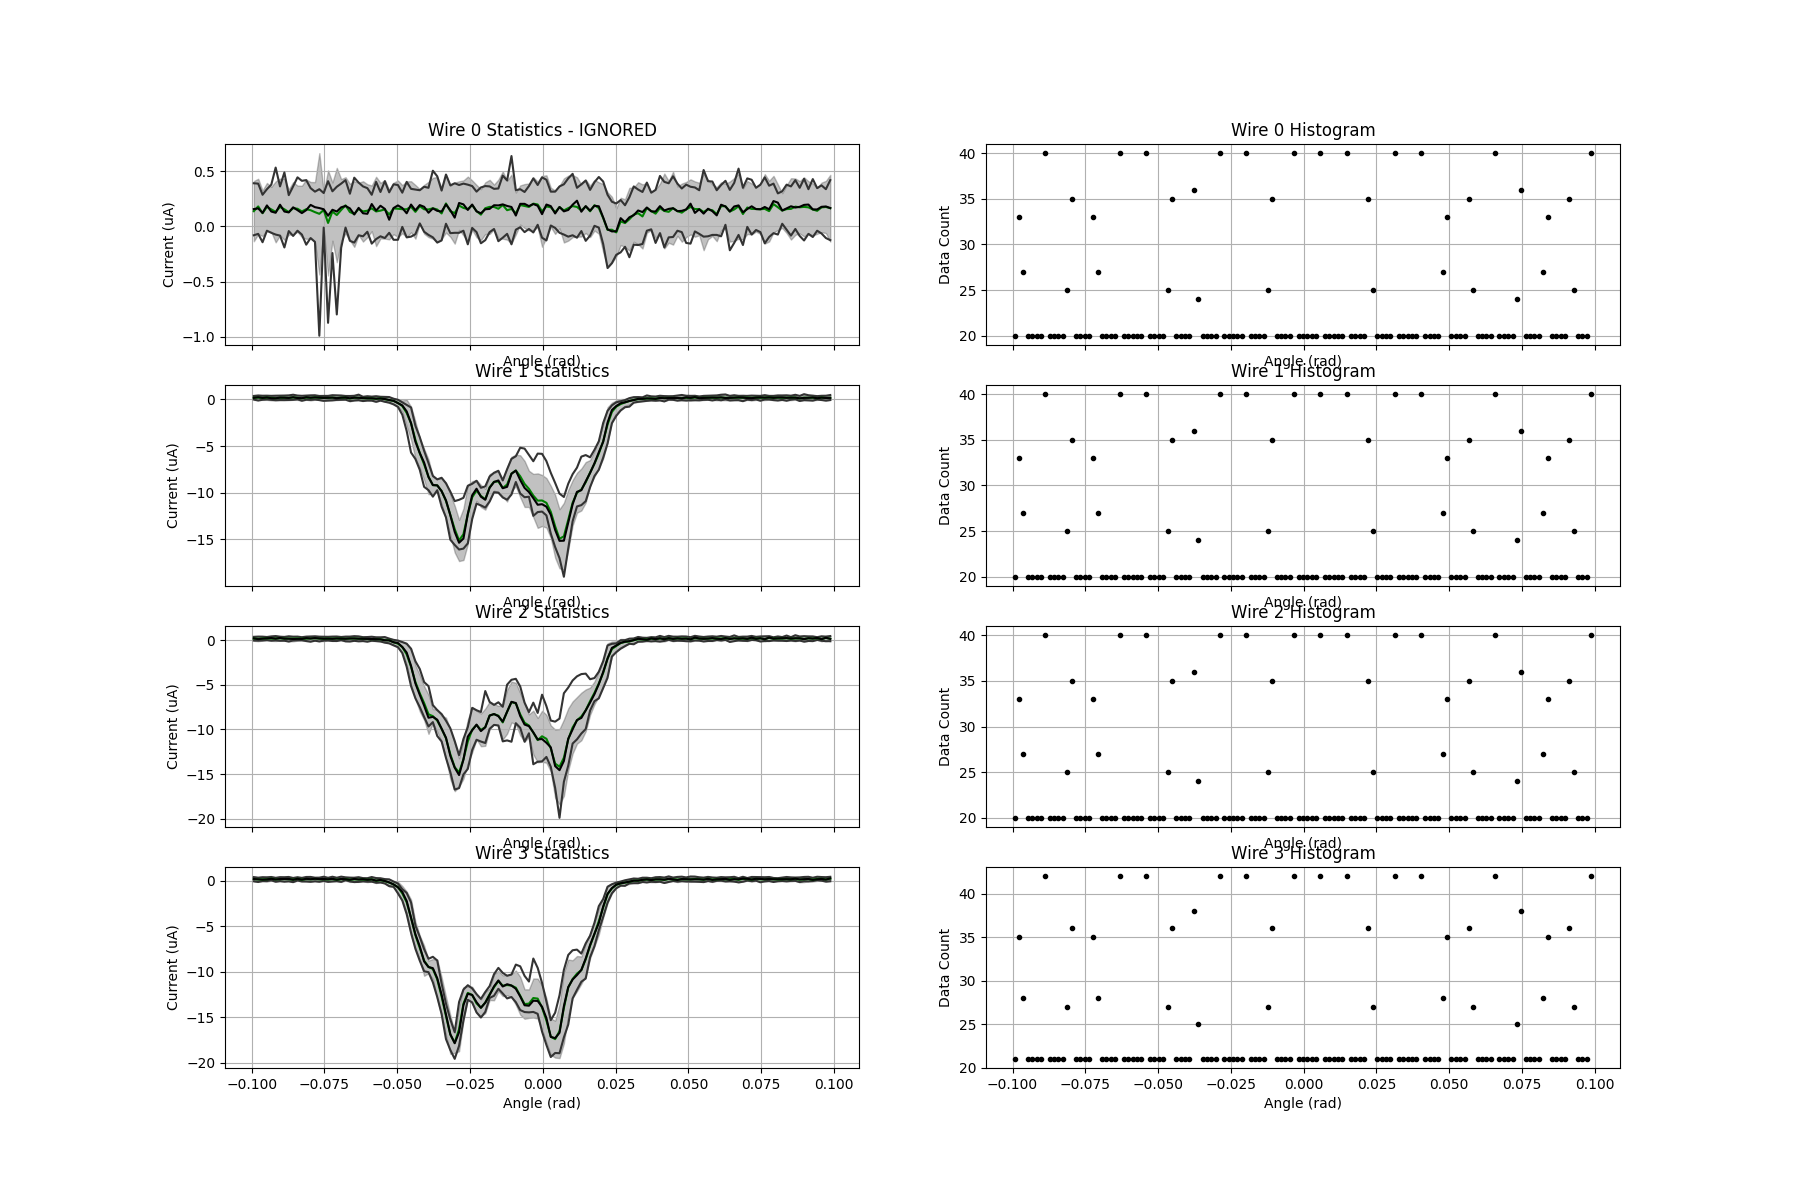 Wire 0 Statistics - IGNORED
Current (uA)
0.5
0.0
−0.5
−1.0
Angle (rad)
Wire 0 Histogram
Data Count
40
35
30
25
20
Angle (rad)
Wire 1 Statistics
Current (uA)
0
−5
−10
−15
Angle (rad)
Wire 1 Histogram
Data Count
40
35
30
25
20
Angle (rad)
Wire 2 Statistics
Current (uA)
0
−5
−10
−15
−20
Angle (rad)
Wire 2 Histogram
Data Count
40
35
30
25
20
Angle (rad)
Wire 3 Statistics
Current (uA)
0
−5
−10
−15
−20
−0.100 −0.075 −0.050 −0.025 0.000 0.025 0.050 0.075 0.100
Angle (rad)
Wire 3 Histogram
Data Count
40
35
30
25
20
−0.100 −0.075 −0.050 −0.025 0.000 0.025 0.050 0.075 0.100
Angle (rad)